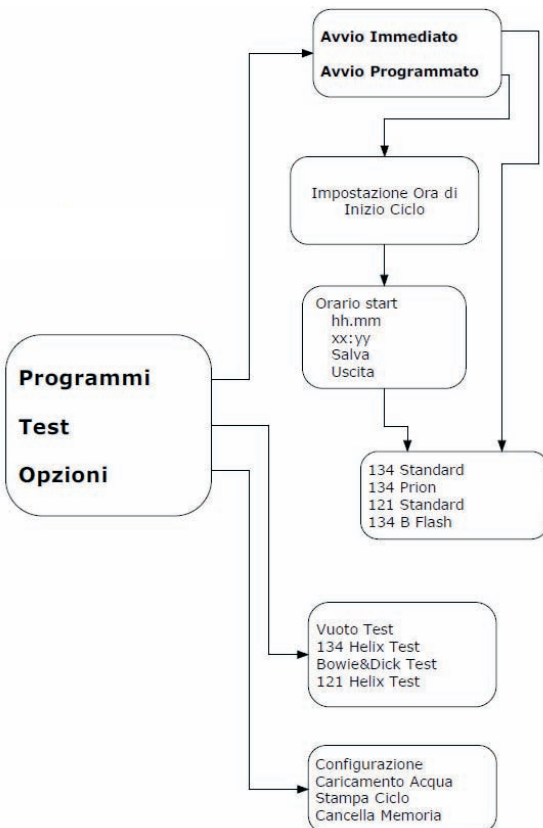 Avvio Immediato
Avvio Programmato
Impostazione Ora di
Inizio Ciclo
Orario start
hh.mm
xx:yy
Salva
Uscita
Programmi
Test
Opzioni
134 Standard
134 Prion
121 Standard
134 B Flash
Vuoto Test
134 Helix Test
Bowie&Dick Test
121 Helix Test
Configurazione
Caricamento Acqua
Stampa Ciclo
Cancella Memoria